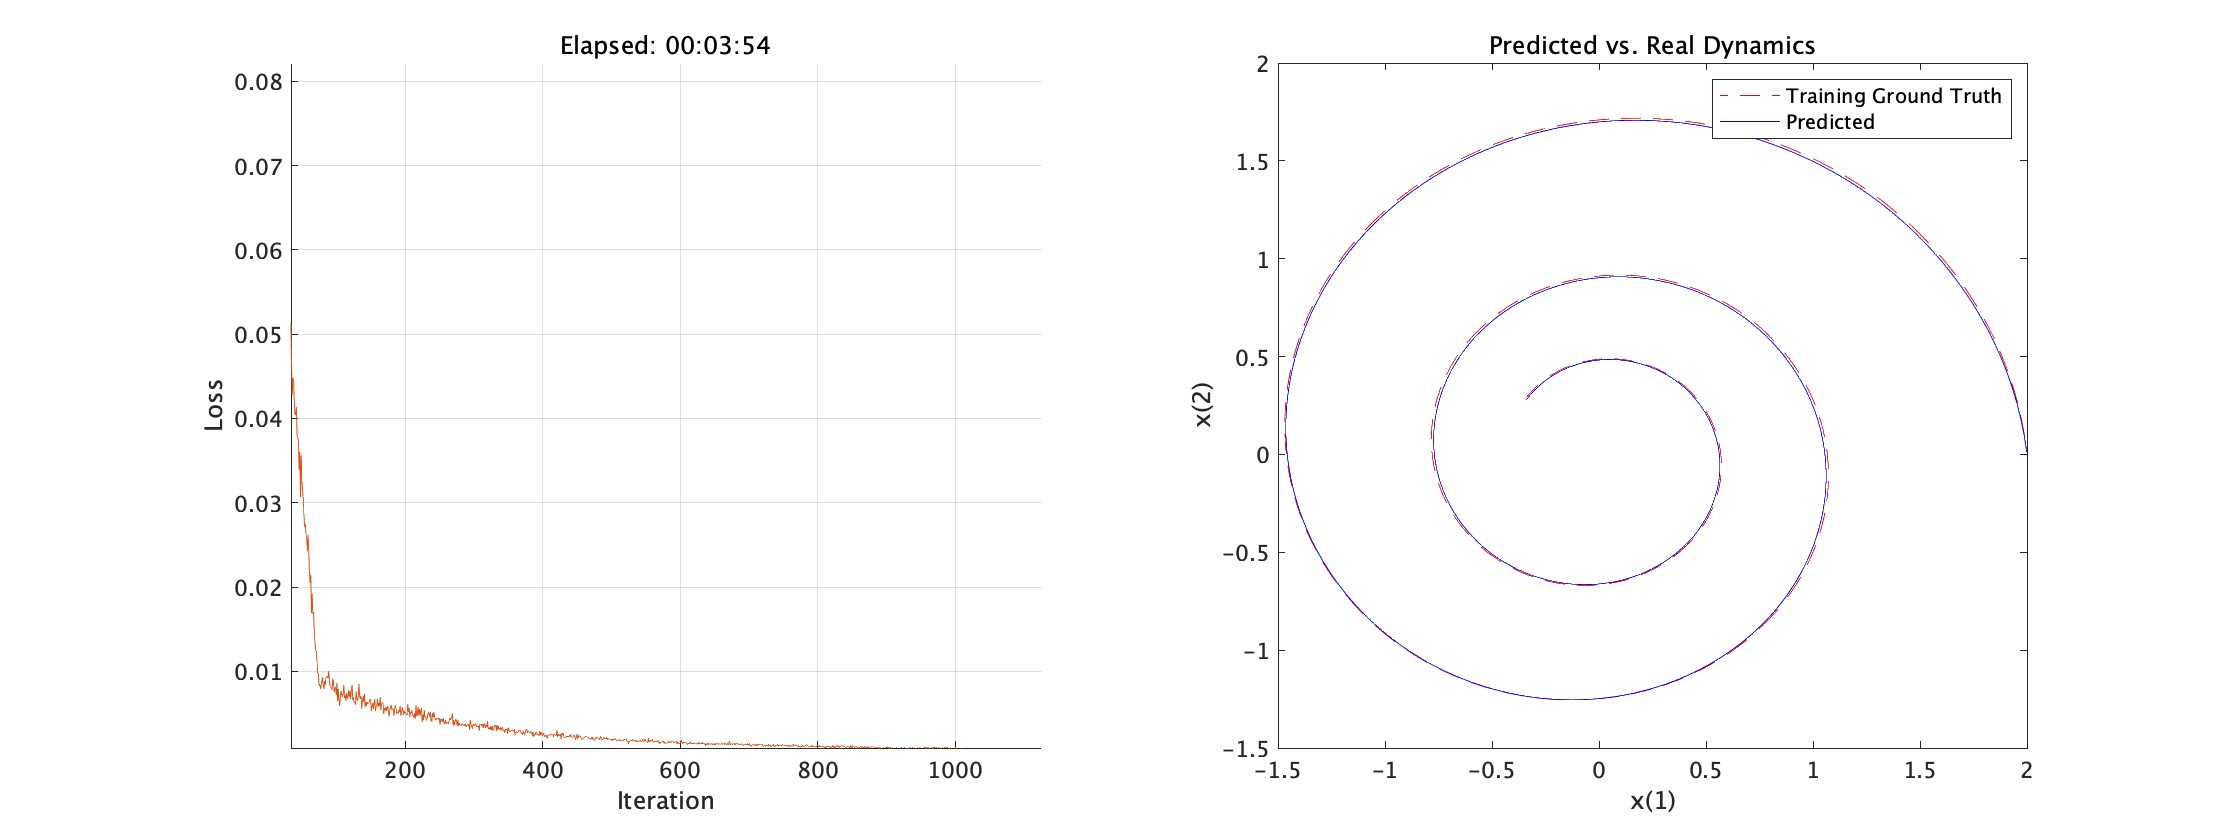 Elapsed: 00:03:54
0.08
0.07
0.06
0.05
0.04
0.03
0.02
0.01
Loss
200 400 600 800 1000
Iteration
Predicted vs. Real Dynamics
Training Ground Truth
Predicted
2
1.5
1
0.5
0
−0.5
−1
−1.5
x(2)
−1.5 −1 −0.5 0 0.5 1 1.5 2
x(1)